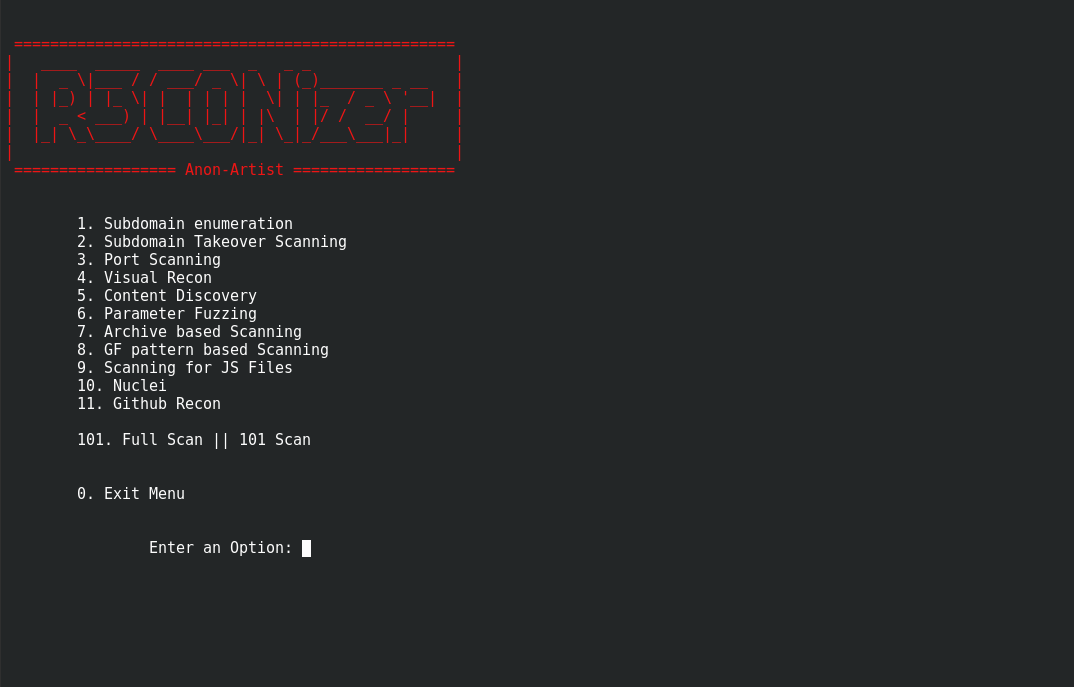 R3CONizer
Anon-Artist
1. Subdomain enumeration
2. Subdomain Takeover Scanning
3. Port Scanning
4. Visual Recon
5. Content Discovery
6. Parameter Fuzzing
7. Archive based Scanning
8. GF pattern based Scanning
9. Scanning for JS Files
10. Nuclei
11. Github Recon
101. Full Scan || 101 Scan
0. Exit Menu
Enter an Option: